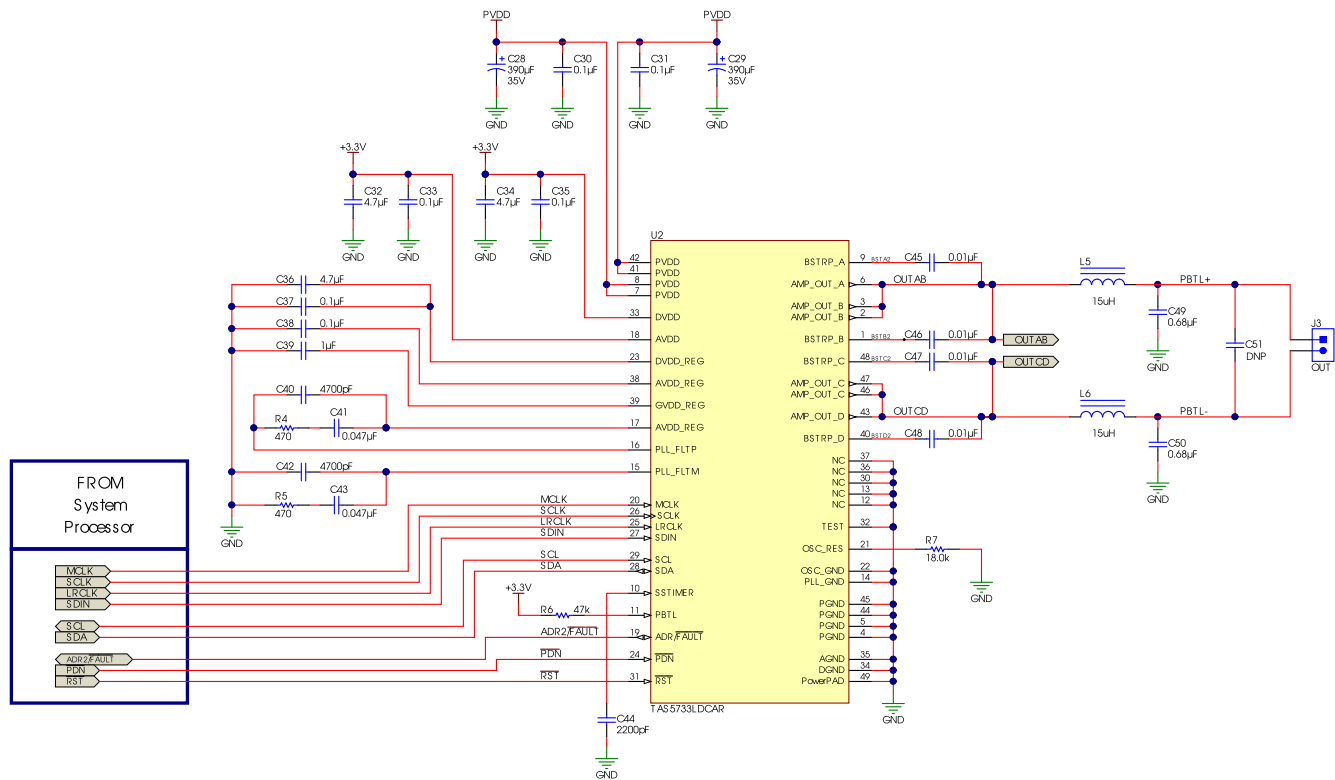 PVDD
PVDD
C28
390µF
35V
C30
0.1µF
C31
0.1µF
C29
390µF
35V
GND
GND
GND
GND
+3.3V
+3.3V
C32
4.7µF
C33
0.1µF
C34
4.7µF
C35
0.1µF
GND
GND
GND
GND
U2
42
PVDD
41
PVDD
8
PVDD
7
PVDD
33
DVDD
18
AVDD
23
DVDD_REG
38
AVDD_REG
39
GVDD_REG
17
AVDD_REG
16
PLL_FLTP
15
PLL_FLTM
20
MCLK
26
SCLK
25
LRCLK
27
SDIN
29
SCL
28
SDA
10
SSTIMER
11
PBTL
19
ADR/FAULT
24
PDN
31
RST
TAS5733LDCAR
BSTRP_A
9
BSTA2
AMP_OUT_A
6
AMP_OUT_B
3
AMP_OUT_B
2
BSTRP_B
1
BSTB2
BSTRP_C
48
BSTC2
AMP_OUT_C
47
AMP_OUT_C
46
AMP_OUT_D
43
BSTRP_D
40
BSTD2
NC
37
NC
36
NC
30
NC
13
NC
12
TEST
32
OSC_RES
21
OSC_GND
22
PLL_GND
14
PGND
45
PGND
44
PGND
5
PGND
4
AGND
35
DGND
34
PowerPAD
49
C36
4.7µF
C37
0.1µF
C38
0.1µF
C39
1µF
C40
4700pF
R4
470
C41
0.047µF
C42
4700pF
R5
470
C43
0.047µF
GND
MCLK
SCLK
LRCLK
SDIN
SCL
SDA
+3.3V
R6
47k
ADR2/FAULT
PDN
RST
C44
2200pF
GND
FROM
System
Processor
MCLK
SCLK
LRCLK
SDIN
SCL
SDA
ADR2/FAULT
PDN
RST
C45
0.01µF
OUTAB
C46
0.01µF
OUTAB
C47
0.01µF
OUTCD
OUTCD
C48
0.01µF
L5
15uH
PBTL+
C49
0.68µF
GND
C51
DNP
J3
OUT
L6
15uH
PBTL-
C50
0.68µF
GND
R7
18.0k
GND
GND